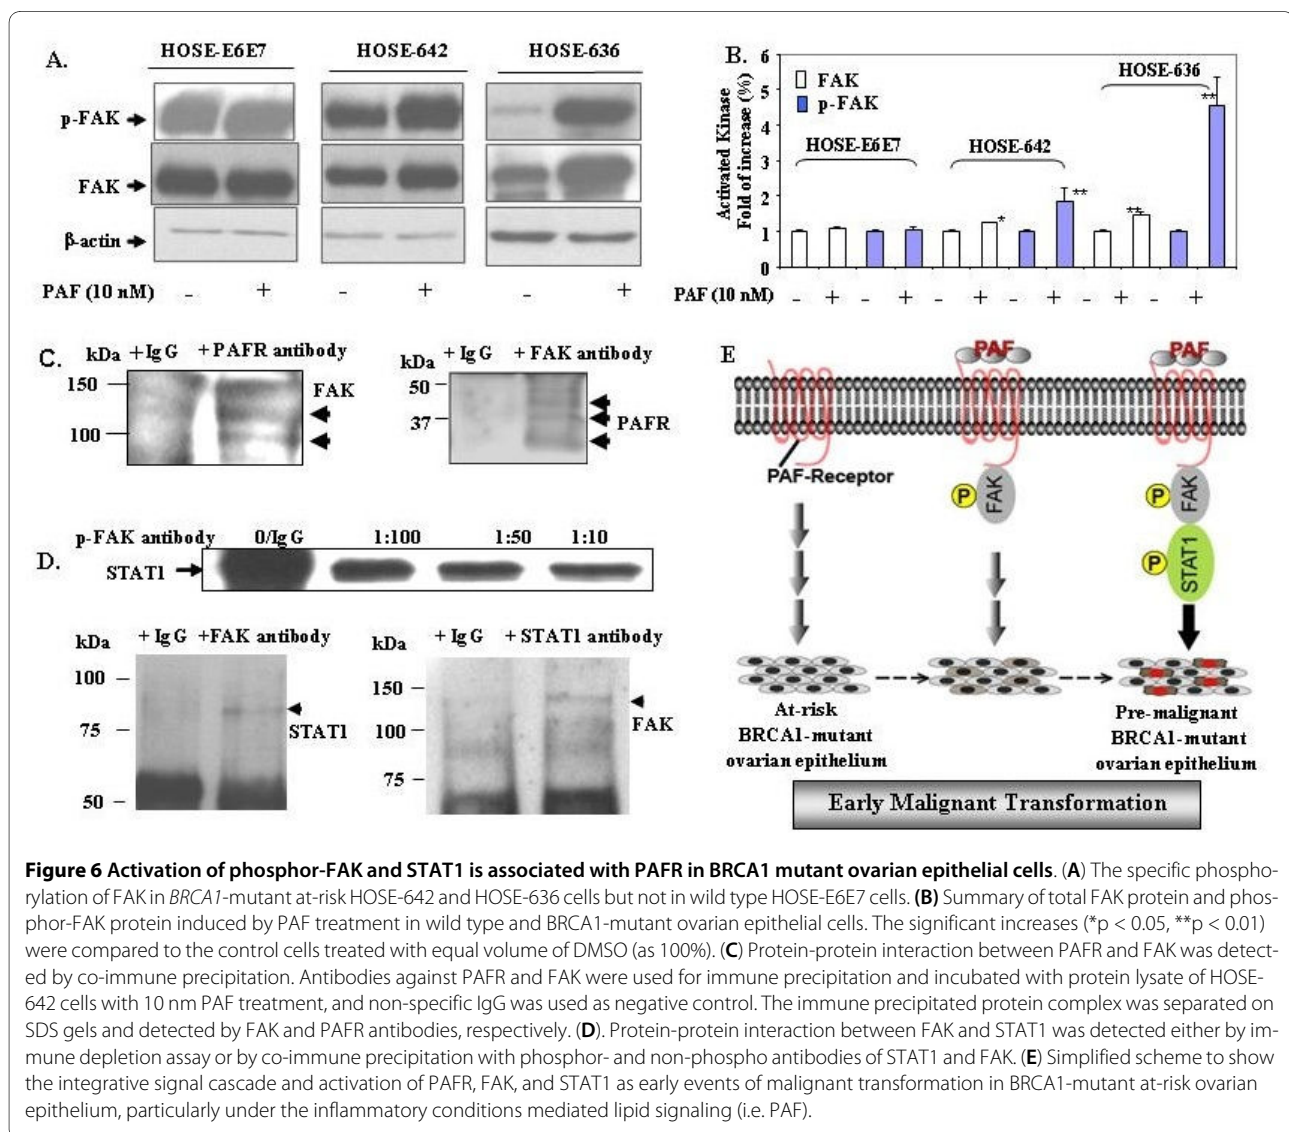 A.
HOSE-E6E7 HOSE-642 HOSE-636
p-FAK
FAK
β-actin
PAF (10 nM) - + - + - +
B.
Activated Kinase
Fold of increase (%)
6
5
4
3
2
1
0
FAK
p-FAK
HOSE-E6E7
HOSE-642
HOSE-636
* ** ** **
PAF (10 nM) - + - + - + - + - + - +
C.
kDa + Ig G + PAFR antibody
150
100
FAK
kDa + Ig G + FAK antibody
50
37
PAFR
D.
p-FAK antibody 0/Ig G 1:100 1:50 1:10
STAT1
kDa + Ig G +FAK antibody
100
75
50
STAT1
kDa + Ig G + STAT1 antibody
150
100
75
FAK
E
PAF PAF
PAF-Receptor
P FAK
P FAK
P STAT1
At-risk
BRCA1-mutant
ovarian epithelium
Pre-malignant
BRCA1-mutant
ovarian epithelium
Early Malignant Transformation
Figure 6 Activation of phosphor-FAK and STAT1 is associated with PAFR in BRCA1 mutant ovarian epithelial cells. (A) The specific phospho-
rylation of FAK in BRCA1-mutant at-risk HOSE-642 and HOSE-636 cells but not in wild type HOSE-E6E7 cells. (B) Summary of total FAK protein and phos-
phor-FAK protein induced by PAF treatment in wild type and BRCA1-mutant ovarian epithelial cells. The significant increases (*p < 0.05, **p < 0.01)
were compared to the control cells treated with equal volume of DMSO (as 100%). (C) Protein-protein interaction between PAFR and FAK was detect-
ed by co-immune precipitation. Antibodies against PAFR and FAK were used for immune precipitation and incubated with protein lysate of HOSE-
642 cells with 10 nm PAF treatment, and non-specific IgG was used as negative control. The immune precipitated protein complex was separated on
SDS gels and detected by FAK and PAFR antibodies, respectively. (D). Protein-protein interaction between FAK and STAT1 was detected either by im-
mune depletion assay or by co-immune precipitation with phosphor- and non-phospho antibodies of STAT1 and FAK. (E) Simplified scheme to show
the integrative signal cascade and activation of PAFR, FAK, and STAT1 as early events of malignant transformation in BRCA1-mutant at-risk ovarian
epithelium, particularly under the inflammatory conditions mediated lipid signaling (i.e. PAF).